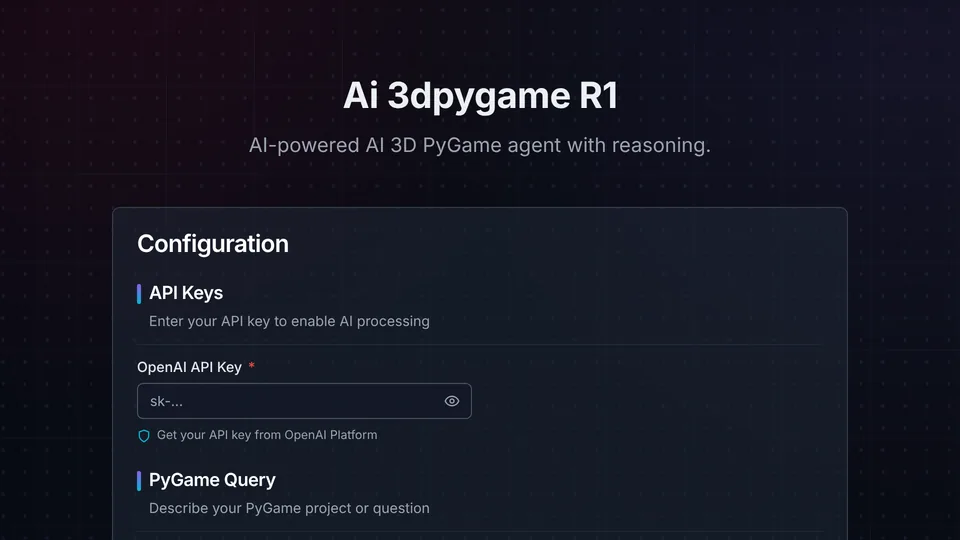 Ai 3dpygame R1
AI-powered AI 3D PyGame agent with reasoning.
Configuration
API Keys
Enter your API key to enable AI processing
OpenAI API Key *
sk-...
Get your API key from OpenAI Platform
PyGame Query
Describe your PyGame project or question